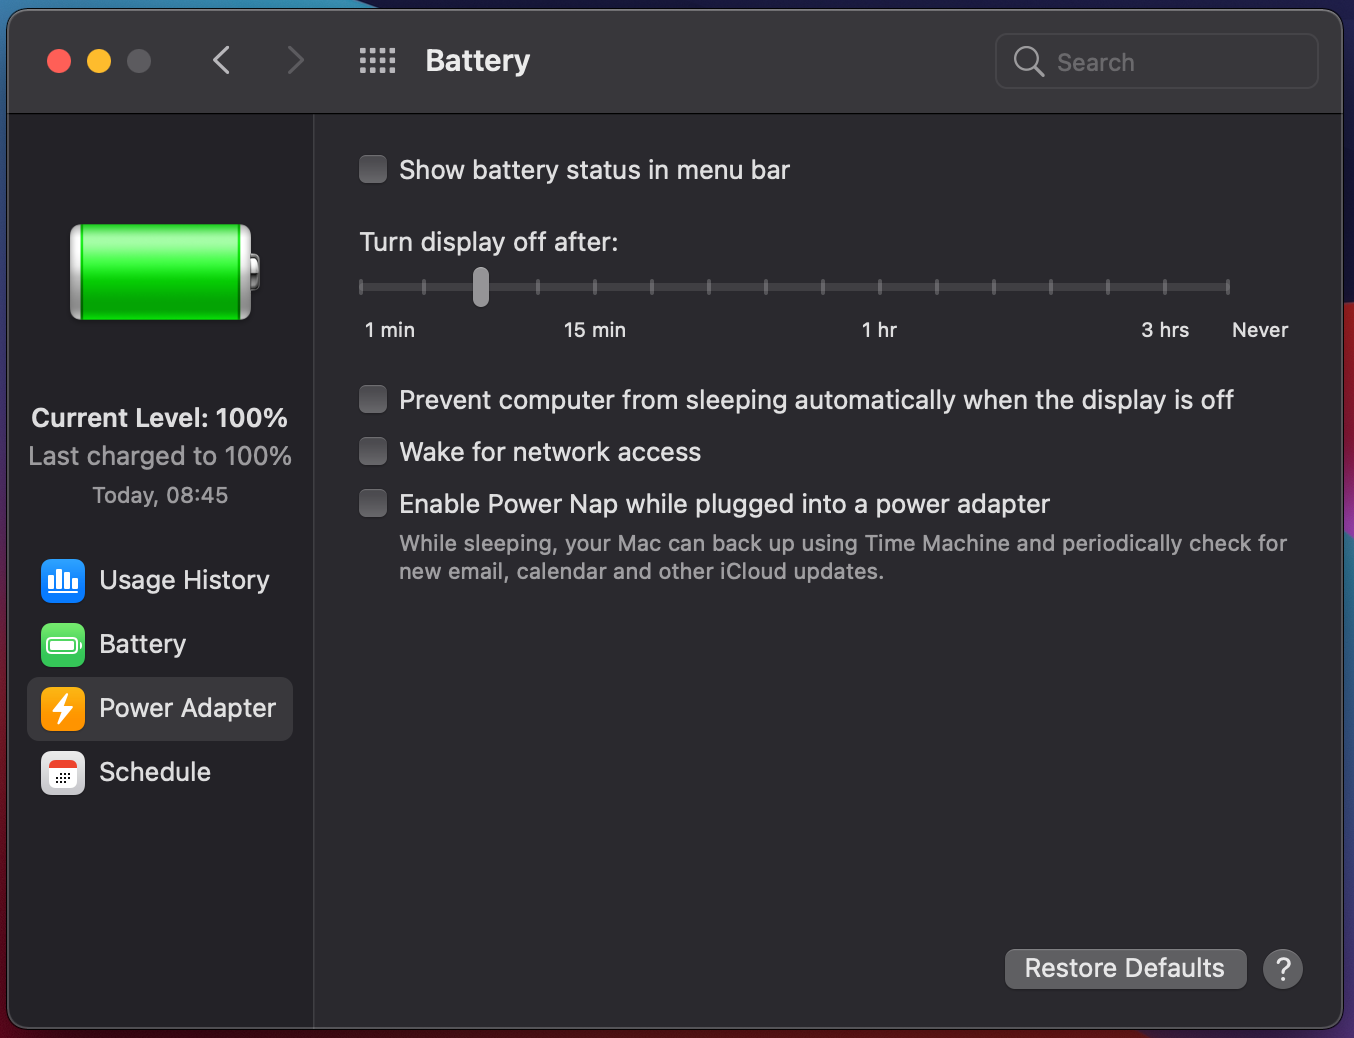 Battery
Search
Current Level: 100%
Last charged to 100%
Today, 08:45
Usage History
Battery
Power Adapter
Schedule
Show battery status in menu bar
Turn display off after:
1 min 15 min 1 hr 3 hrs Never
Prevent computer from sleeping automatically when the display is off
Wake for network access
Enable Power Nap while plugged into a power adapter
While sleeping, your Mac can back up using Time Machine and periodically check for
new email, calendar and other iCloud updates.
Restore Defaults ?